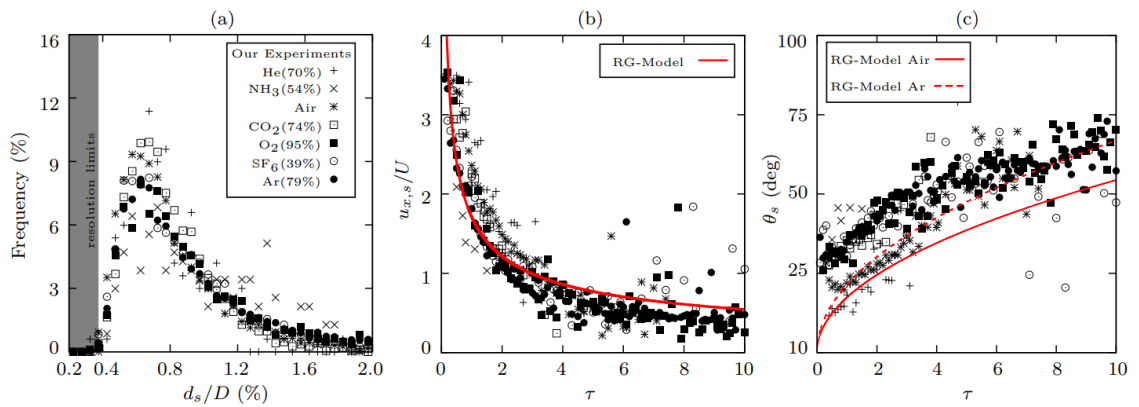 (a)
16
12
9
6
3
0
Frequency (%)
resolution limits
Our Experiments
He(70%)
NH3(54%)
Air
CO2(74%)
O2(95%)
SF6(39%)
Ar(79%)
0.2 0.4 0.8 1.2 1.6 2.0
d_s/D (%)
(b)
4
3
2
1
0
u_{x,s}/U
RG-Model
0 2 4 6 8 10
τ
(c)
100
75
50
25
10
θ_s (deg)
RG-Model Air
RG-Model Ar
0 2 4 6 8 10
τ